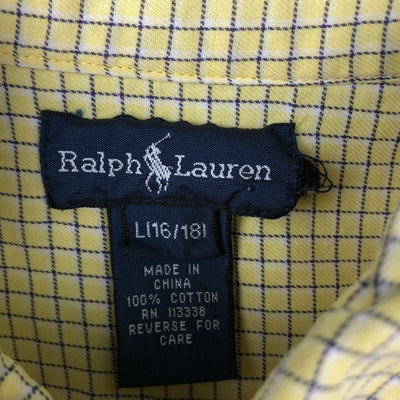 Ralph Lauren
L(16/18)
MADE IN
CHINA
100% COTTON
RN 113338
REVERSE FOR
CARE